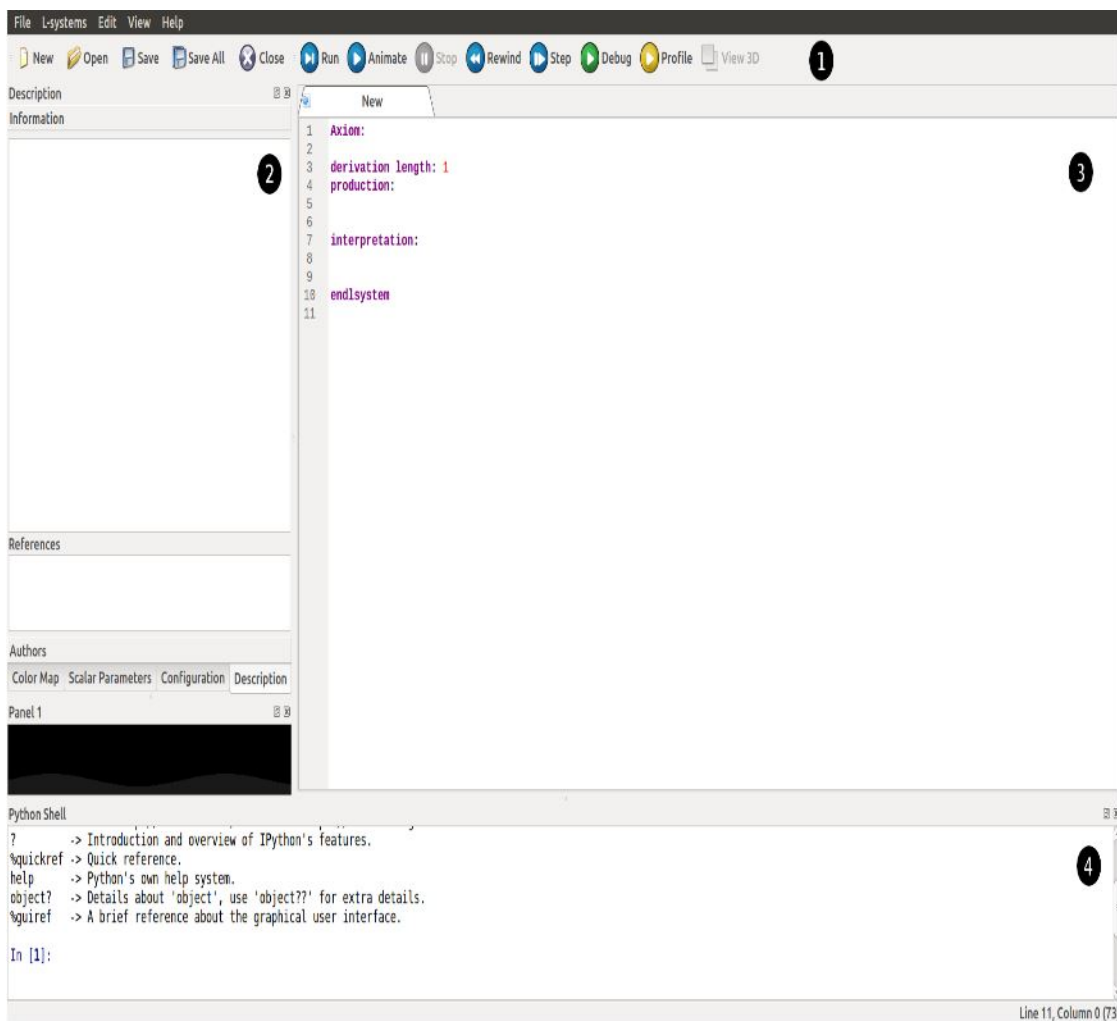 File L-systems Edit View Help
New Open Save Save All Close Run Animate Stop Rewind Step Debug Profile View 3D
1
Description
Information
2
References
Authors
Color Map Scalar Parameters Configuration Description
Panel 1
New
3
1 Axiom:
2
3 derivation length: 1
4 production:
5
6
7 interpretation:
8
9
10 endlsystem
11
Python Shell
? -> Introduction and overview of IPython's features.
%quickref -> Quick reference.
help -> Python's own help system.
object? -> Details about 'object', use 'object??' for extra details.
%guiref -> A brief reference about the graphical user interface.
4
In [1]:
Line 11, Column 0 (73